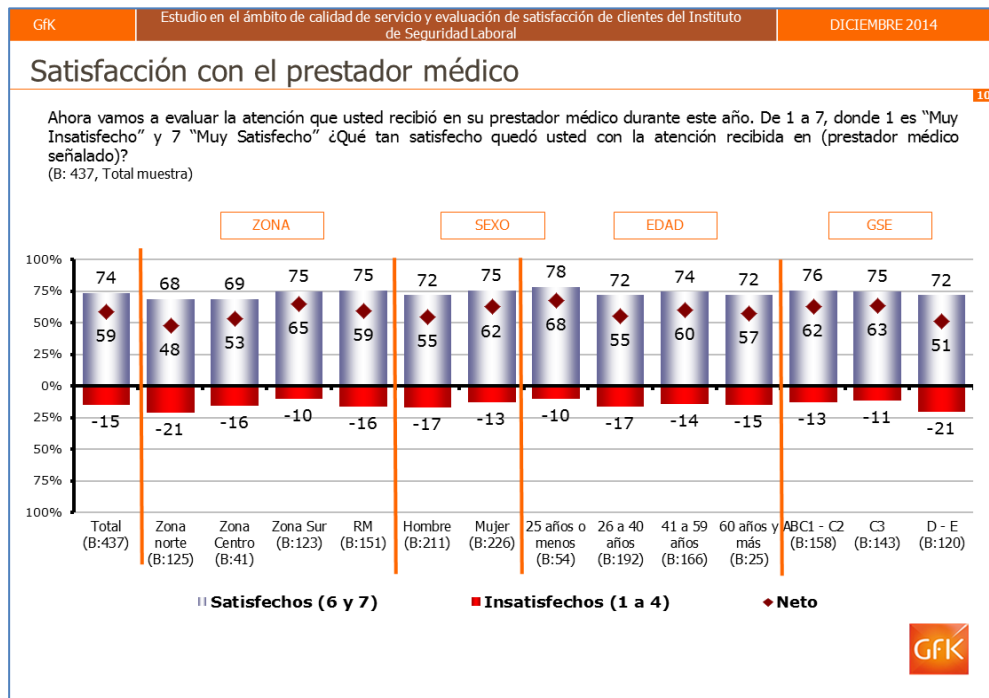 GfK
Estudio en el ámbito de calidad de servicio y evaluación de satisfacción de clientes del Instituto
de Seguridad Laboral
DICIEMBRE 2014
Satisfacción con el prestador médico
10
Ahora vamos a evaluar la atención que usted recibió en su prestador médico durante este año. De 1 a 7, donde 1 es “Muy
Insatisfecho” y 7 “Muy Satisfecho” ¿Qué tan satisfecho quedó usted con la atención recibida en (prestador médico
señalado)?
(B: 437, Total muestra)
ZONA SEXO EDAD GSE
100%
74 68 69 75 75 72 75 78 72 74 72 76 75 72
75%
50%
59 48 53 65 59 55 62 68 55 60 57 62 63 51
25%
0%
-15 -21 -16 -10 -16 -17 -13 -10 -17 -14 -15 -13 -11 -21
25%
50%
75%
100%
Total Zona Zona Zona Sur RM Hombre Mujer 25 años o 26 a 40 41 a 59 60 años y ABC1 - C2 C3 D - E
(B:437) norte Centro (B:123) (B:151) (B:211) (B:226) menos años años más (B:158) (B:143) (B:120)
(B:125) (B:41) (B:54) (B:192) (B:166) (B:25)
Satisfechos (6 y 7) Insatisfechos (1 a 4) Neto
GfK